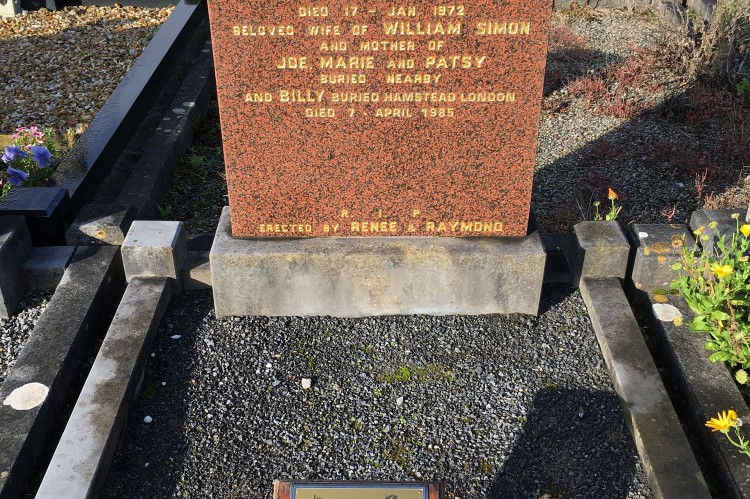 DIED 17 - JAN 1972
BELOVED WIFE OF WILLIAM SIMON
AND MOTHER OF
JOE, MARIE AND PATSY
BURIED NEARBY
AND BILLY BURIED HAMSTEAD LONDON
DIED 7 - APRIL 1985
R I P
ERECTED BY RENEE & RAYMOND
In